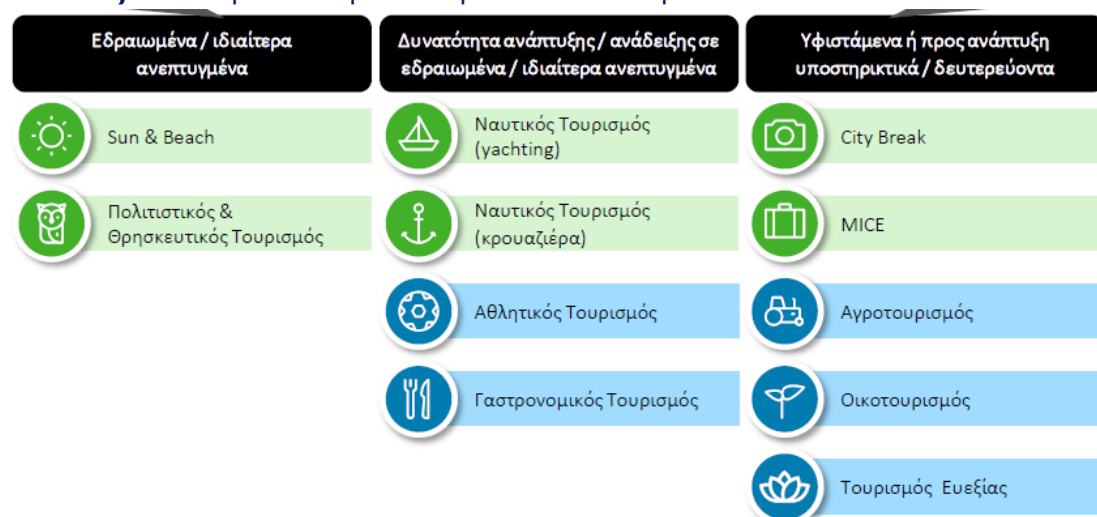 Εδραιωμένα / ιδιαίτερα
ανεπτυγμένα
Sun & Beach
Πολιτιστικός &
Θρησκευτικός Τουρισμός
Δυνατότητα ανάπτυξης / ανάδειξης σε
εδραιωμένα / ιδιαίτερα ανεπτυγμένα
Ναυτικός Τουρισμός
(yachting)
Ναυτικός Τουρισμός
(κρουαζιέρα)
Αθλητικός Τουρισμός
Γαστρονομικός Τουρισμός
Υφιστάμενα ή προς ανάπτυξη
υποστηρικτικά / δευτερεύοντα
City Break
MICE
Αγροτουρισμός
Οικοτουρισμός
Τουρισμός Ευεξίας